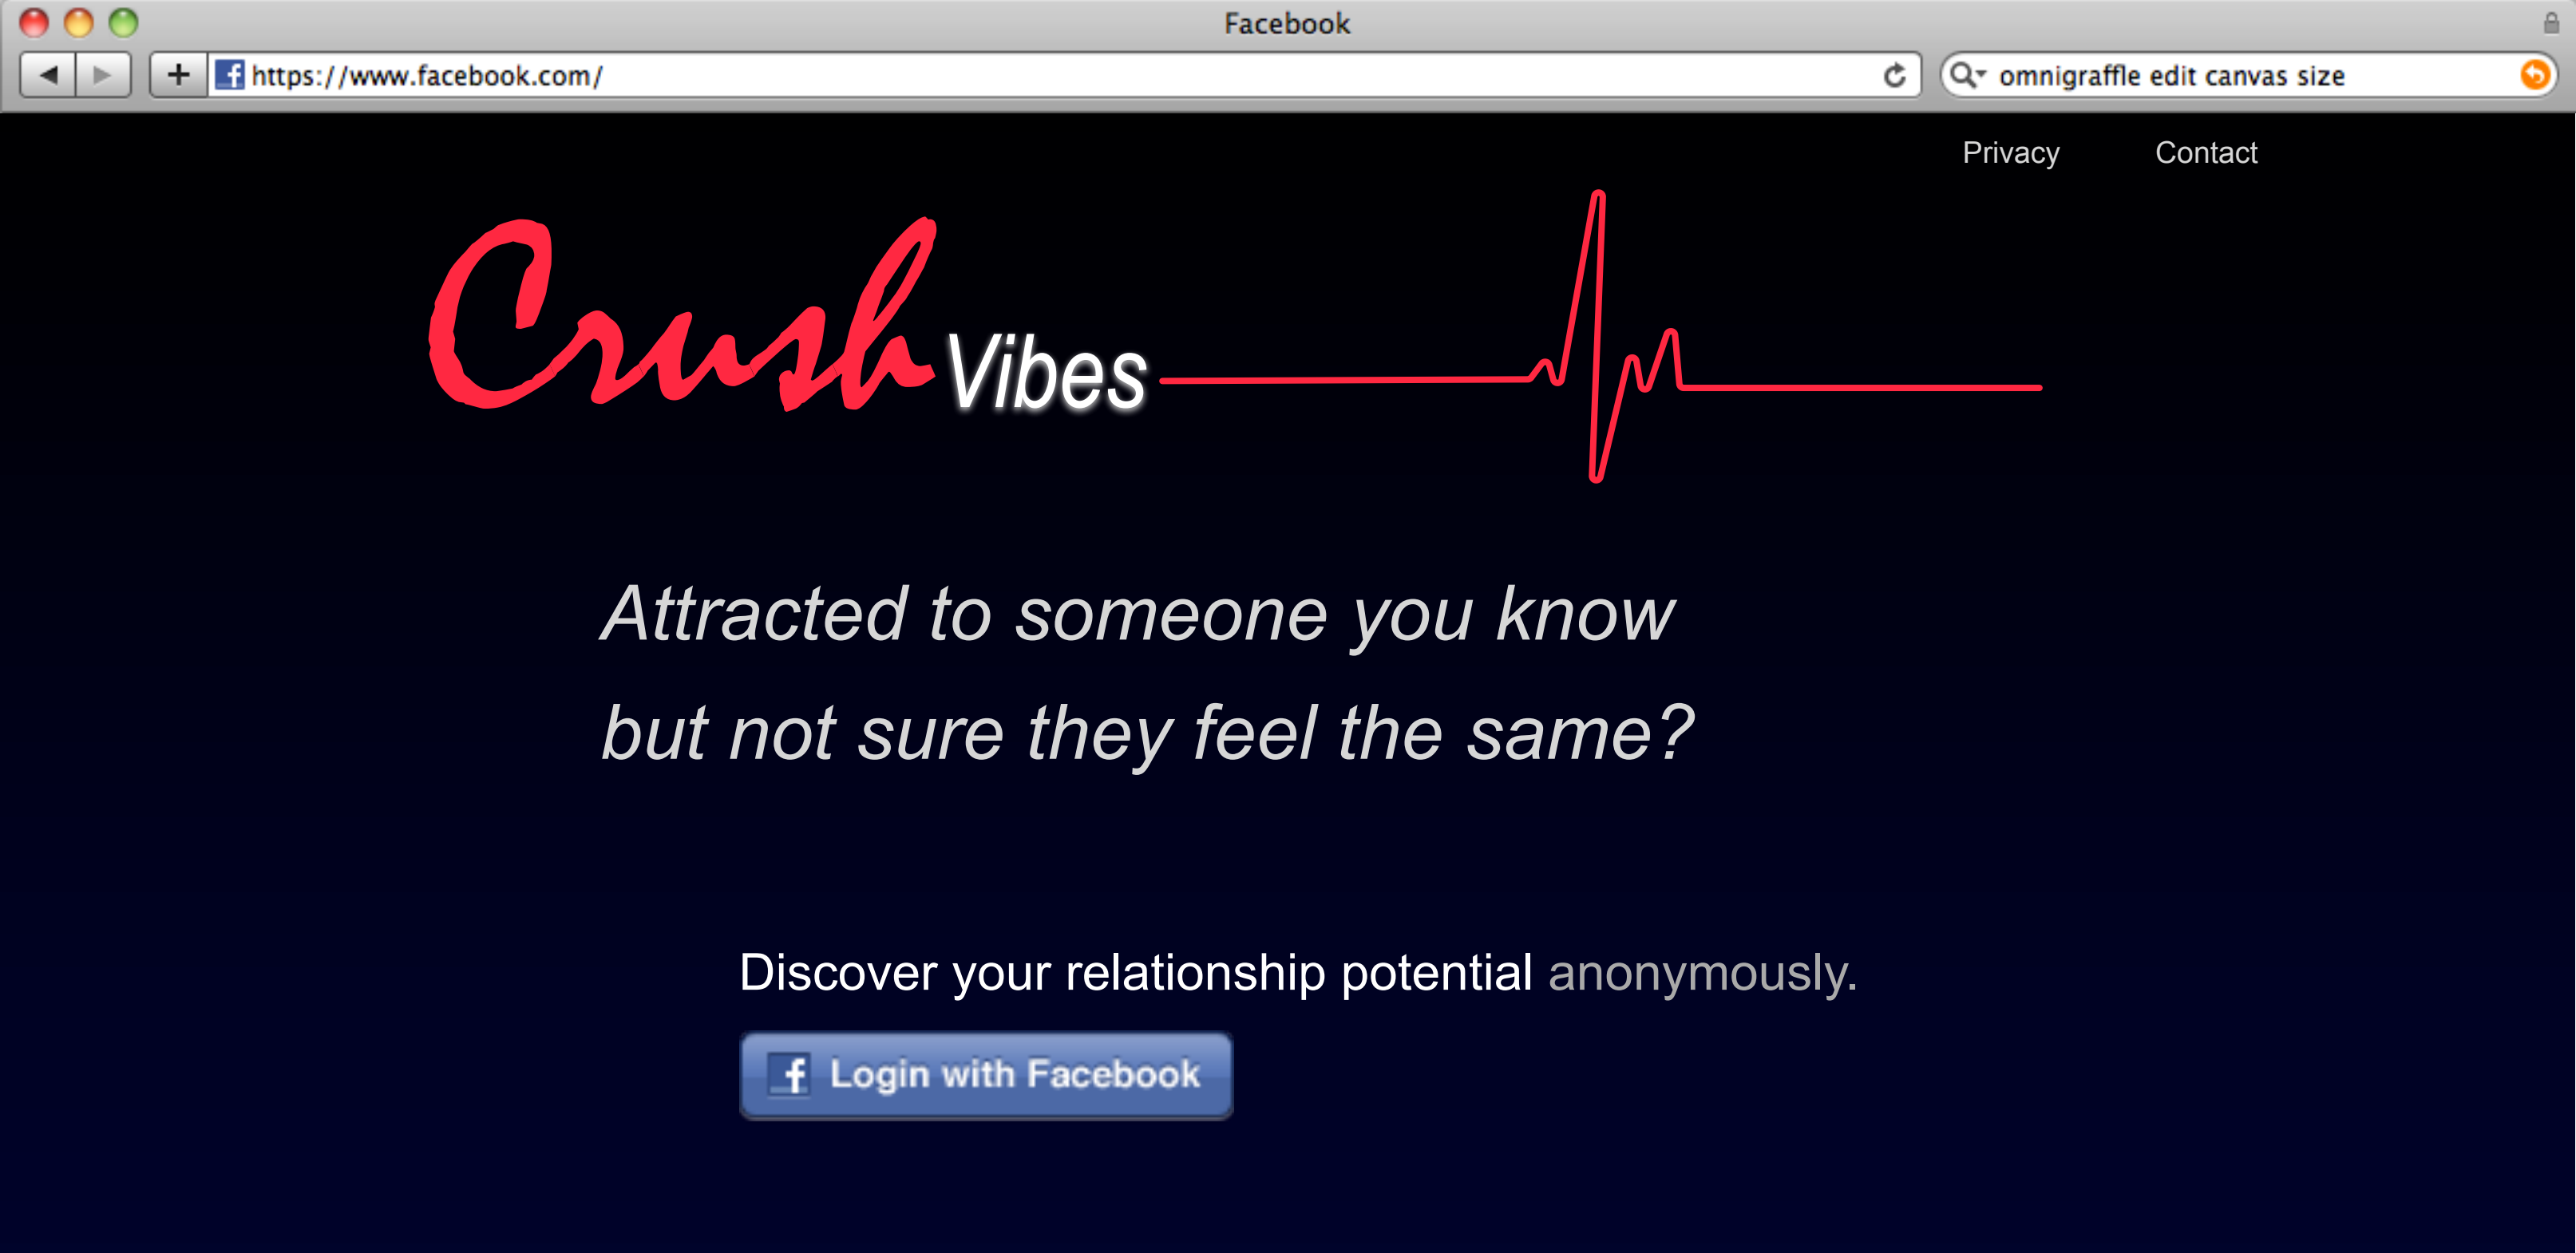 Facebook
https://www.facebook.com/
omnigraffle edit canvas size
Privacy Contact
Crush Vibes
Attracted to someone you know
but not sure they feel the same?
Discover your relationship potential anonymously.
f Login with Facebook